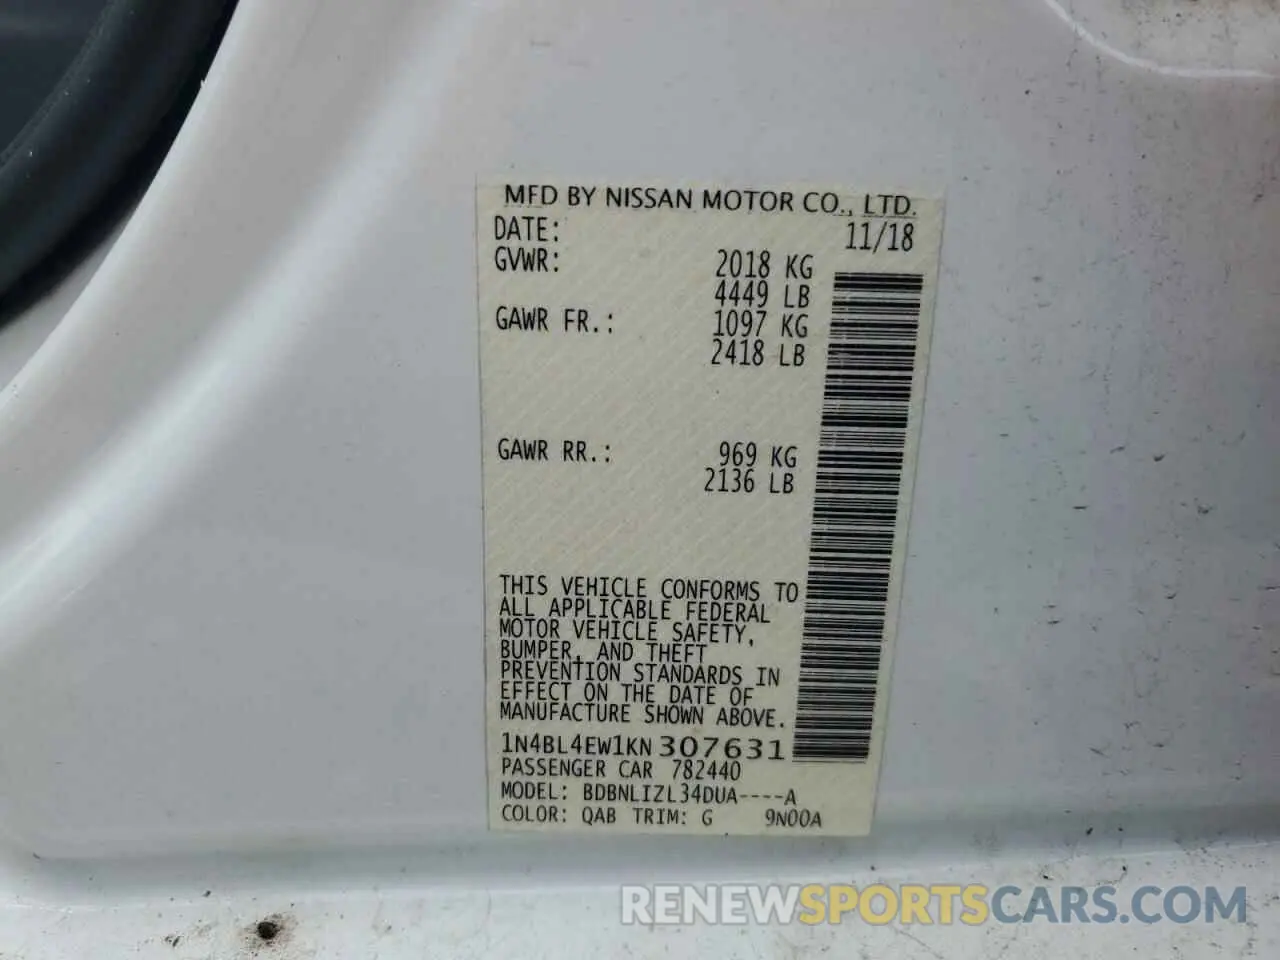 MFD BY NISSAN MOTOR CO., LTD.
DATE: 11/18
GVWR: 2018 KG
4449 LB
GAWR FR.: 1097 KG
2418 LB
GAWR RR.: 969 KG
2136 LB
THIS VEHICLE CONFORMS TO
ALL APPLICABLE FEDERAL
MOTOR VEHICLE SAFETY,
BUMPER, AND THEFT
PREVENTION STANDARDS IN
EFFECT ON THE DATE OF
MANUFACTURE SHOWN ABOVE.
1N4BL4EW1KN307631
PASSENGER CAR 782440
MODEL: BDBNLIZL34DUA----A
COLOR: QAB TRIM: G 9N00A
RENEWSPORTSCARS.COM